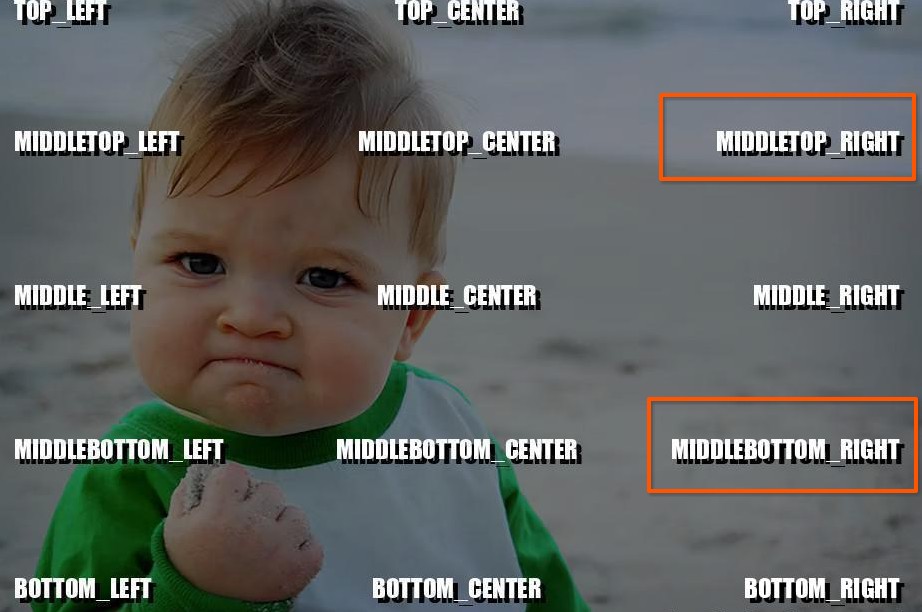 TOP_LEFT TOP_CENTER TOP_RIGHT
MIDDLETOP_LEFT MIDDLETOP_CENTER MIDDLETOP_RIGHT
MIDDLE_LEFT MIDDLE_CENTER MIDDLE_RIGHT
MIDDLEBOTTOM_LEFT MIDDLEBOTTOM_CENTER MIDDLEBOTTOM_RIGHT
BOTTOM_LEFT BOTTOM_CENTER BOTTOM_RIGHT